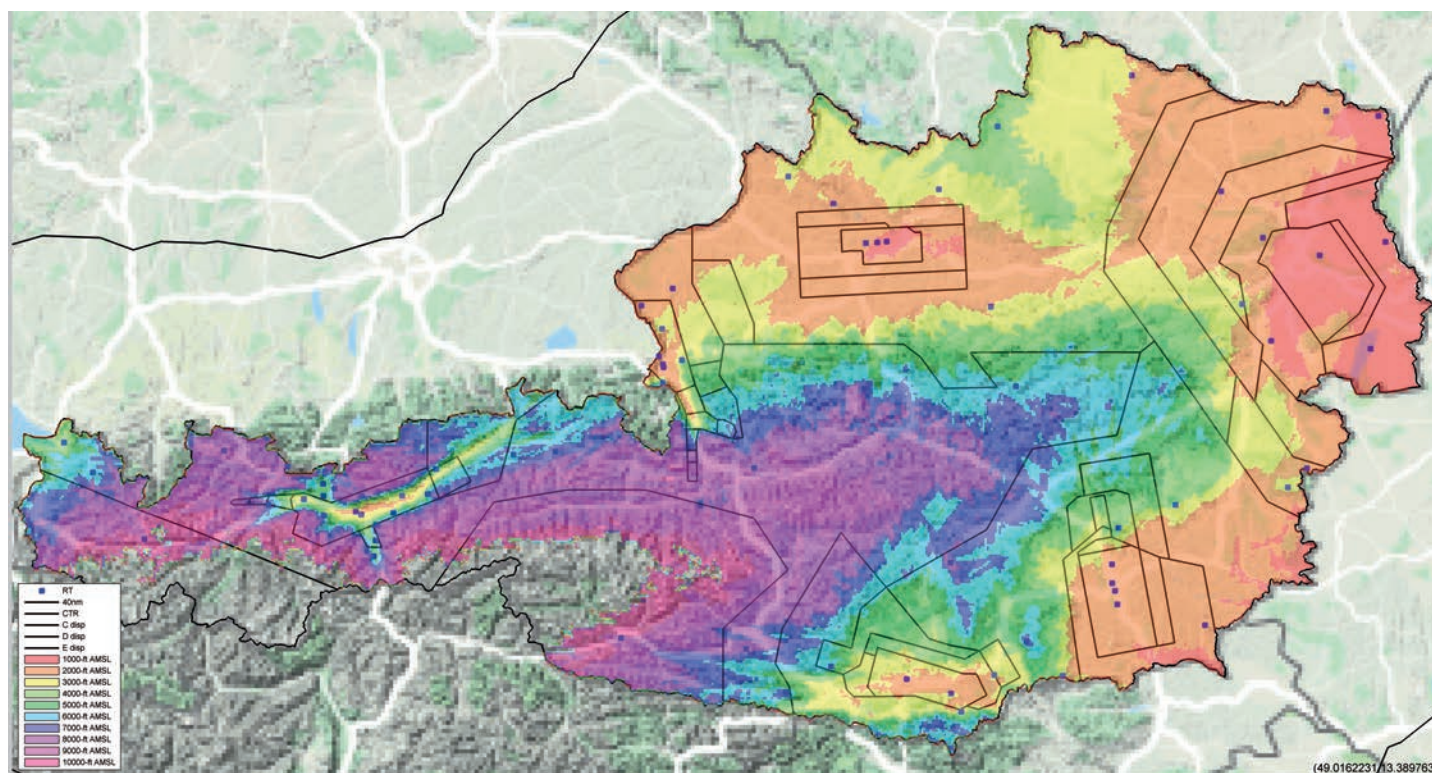 RT
40nm
CTR
C disp
D disp
E disp
1000-ft AMSL
2000-ft AMSL
3000-ft AMSL
4000-ft AMSL
5000-ft AMSL
6000-ft AMSL
7000-ft AMSL
8000-ft AMSL
9000-ft AMSL
10000-ft AMSL
(49.0162231/13.389763